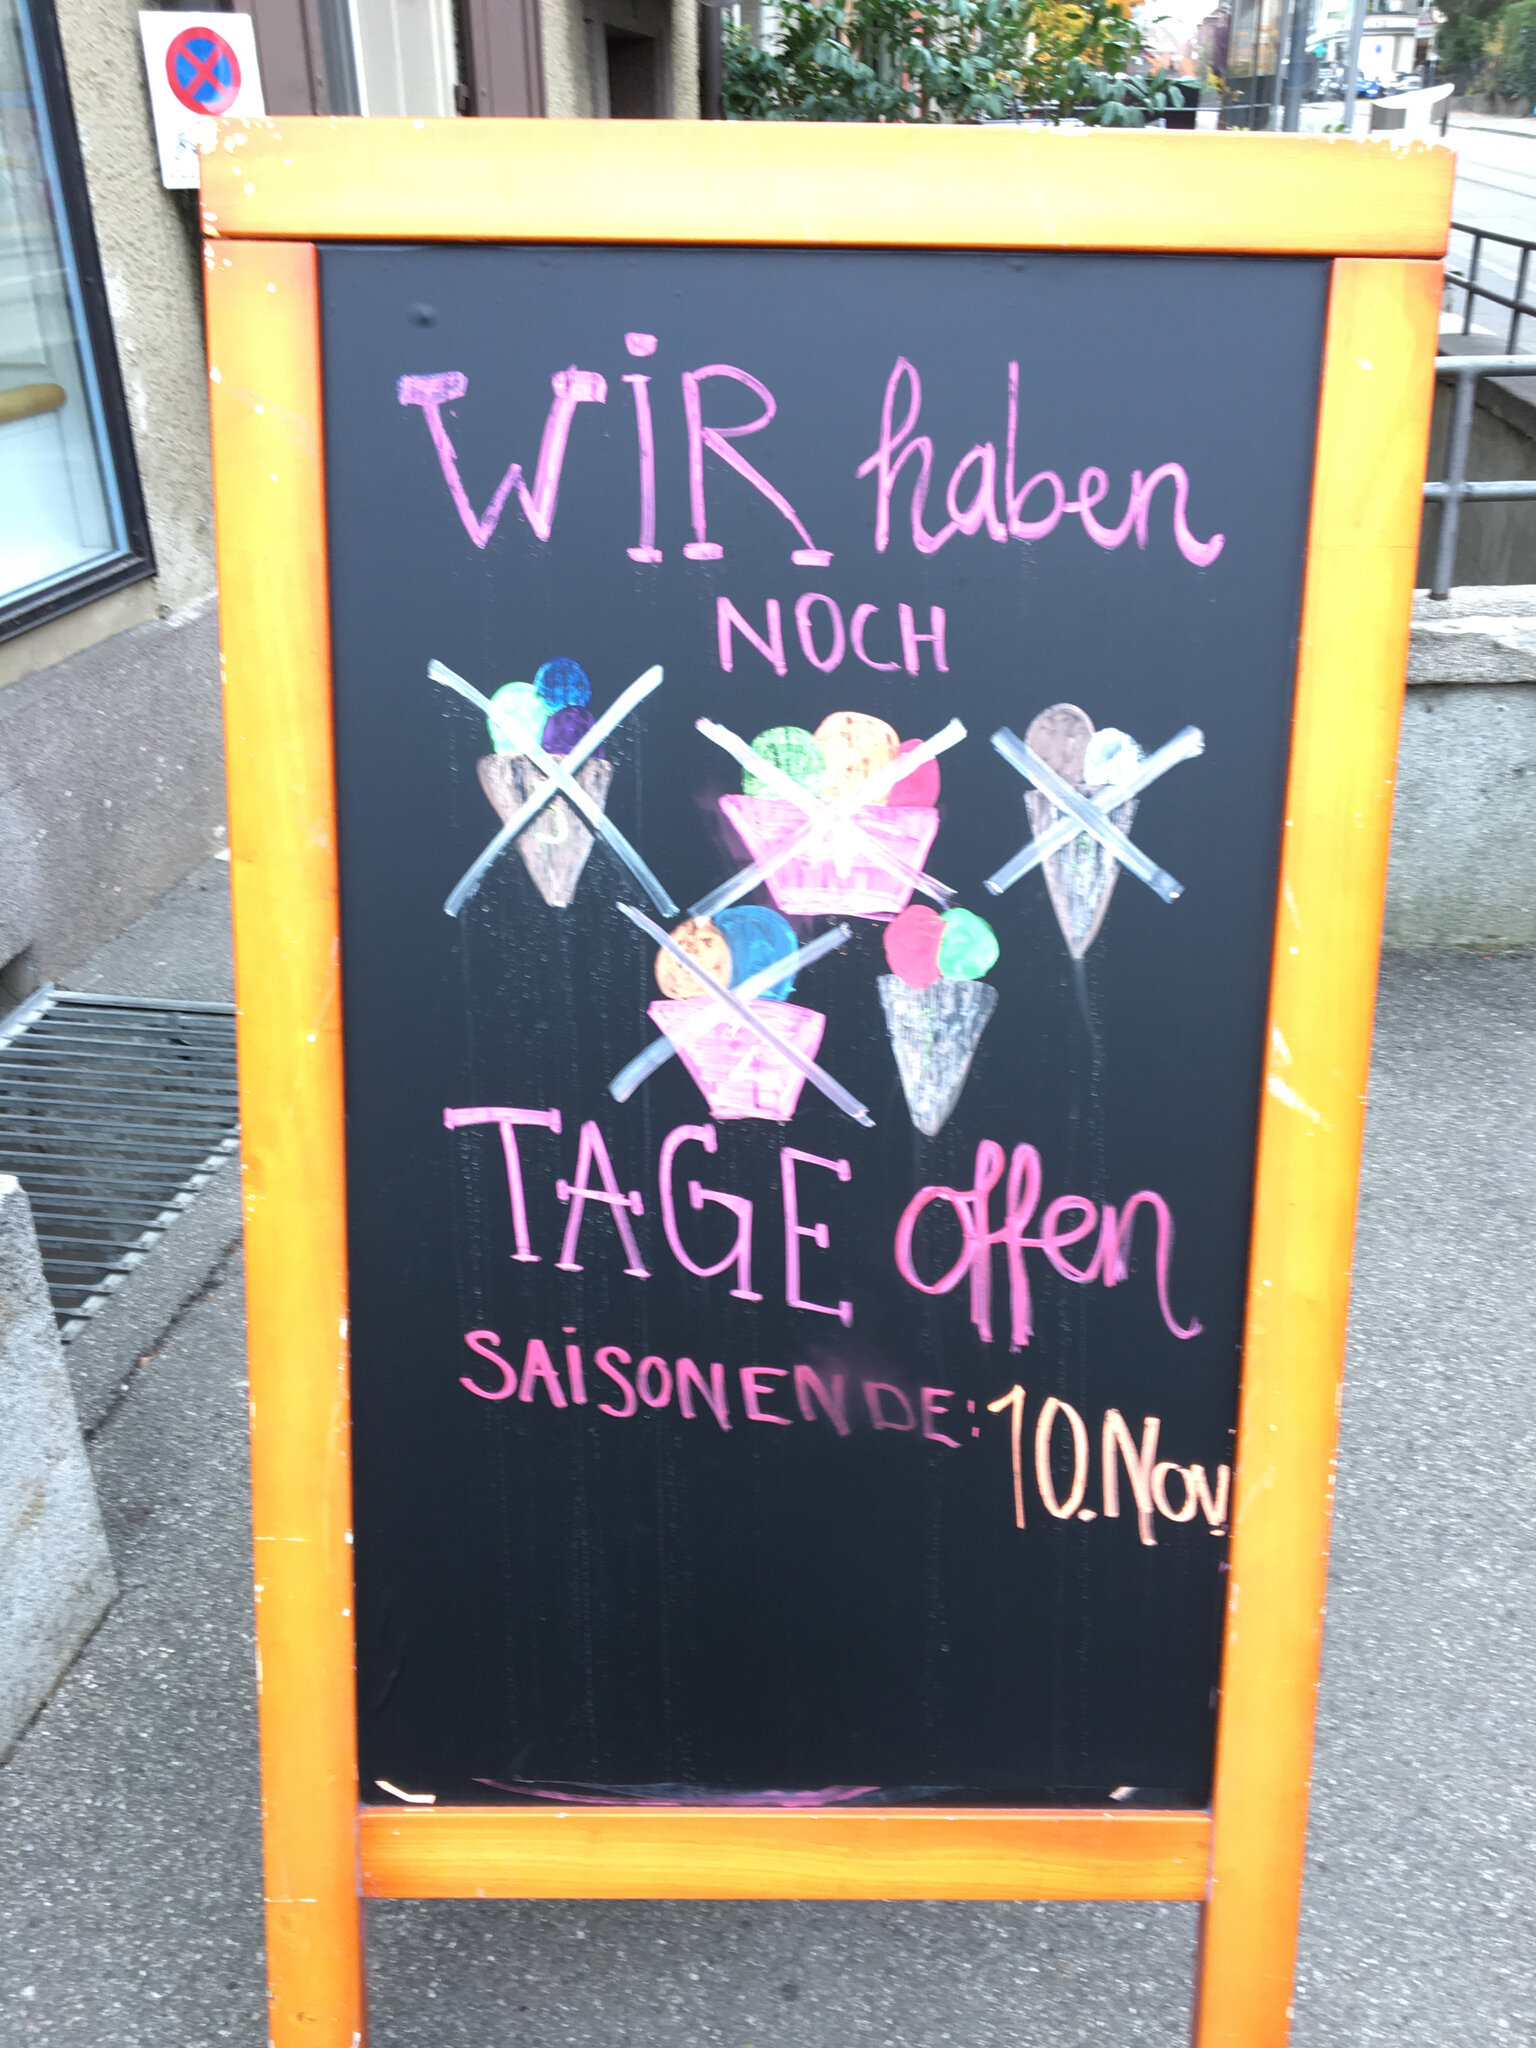 WiR haben
NOCH
TAGE offen
SAiSONENDE: 10. Nov.